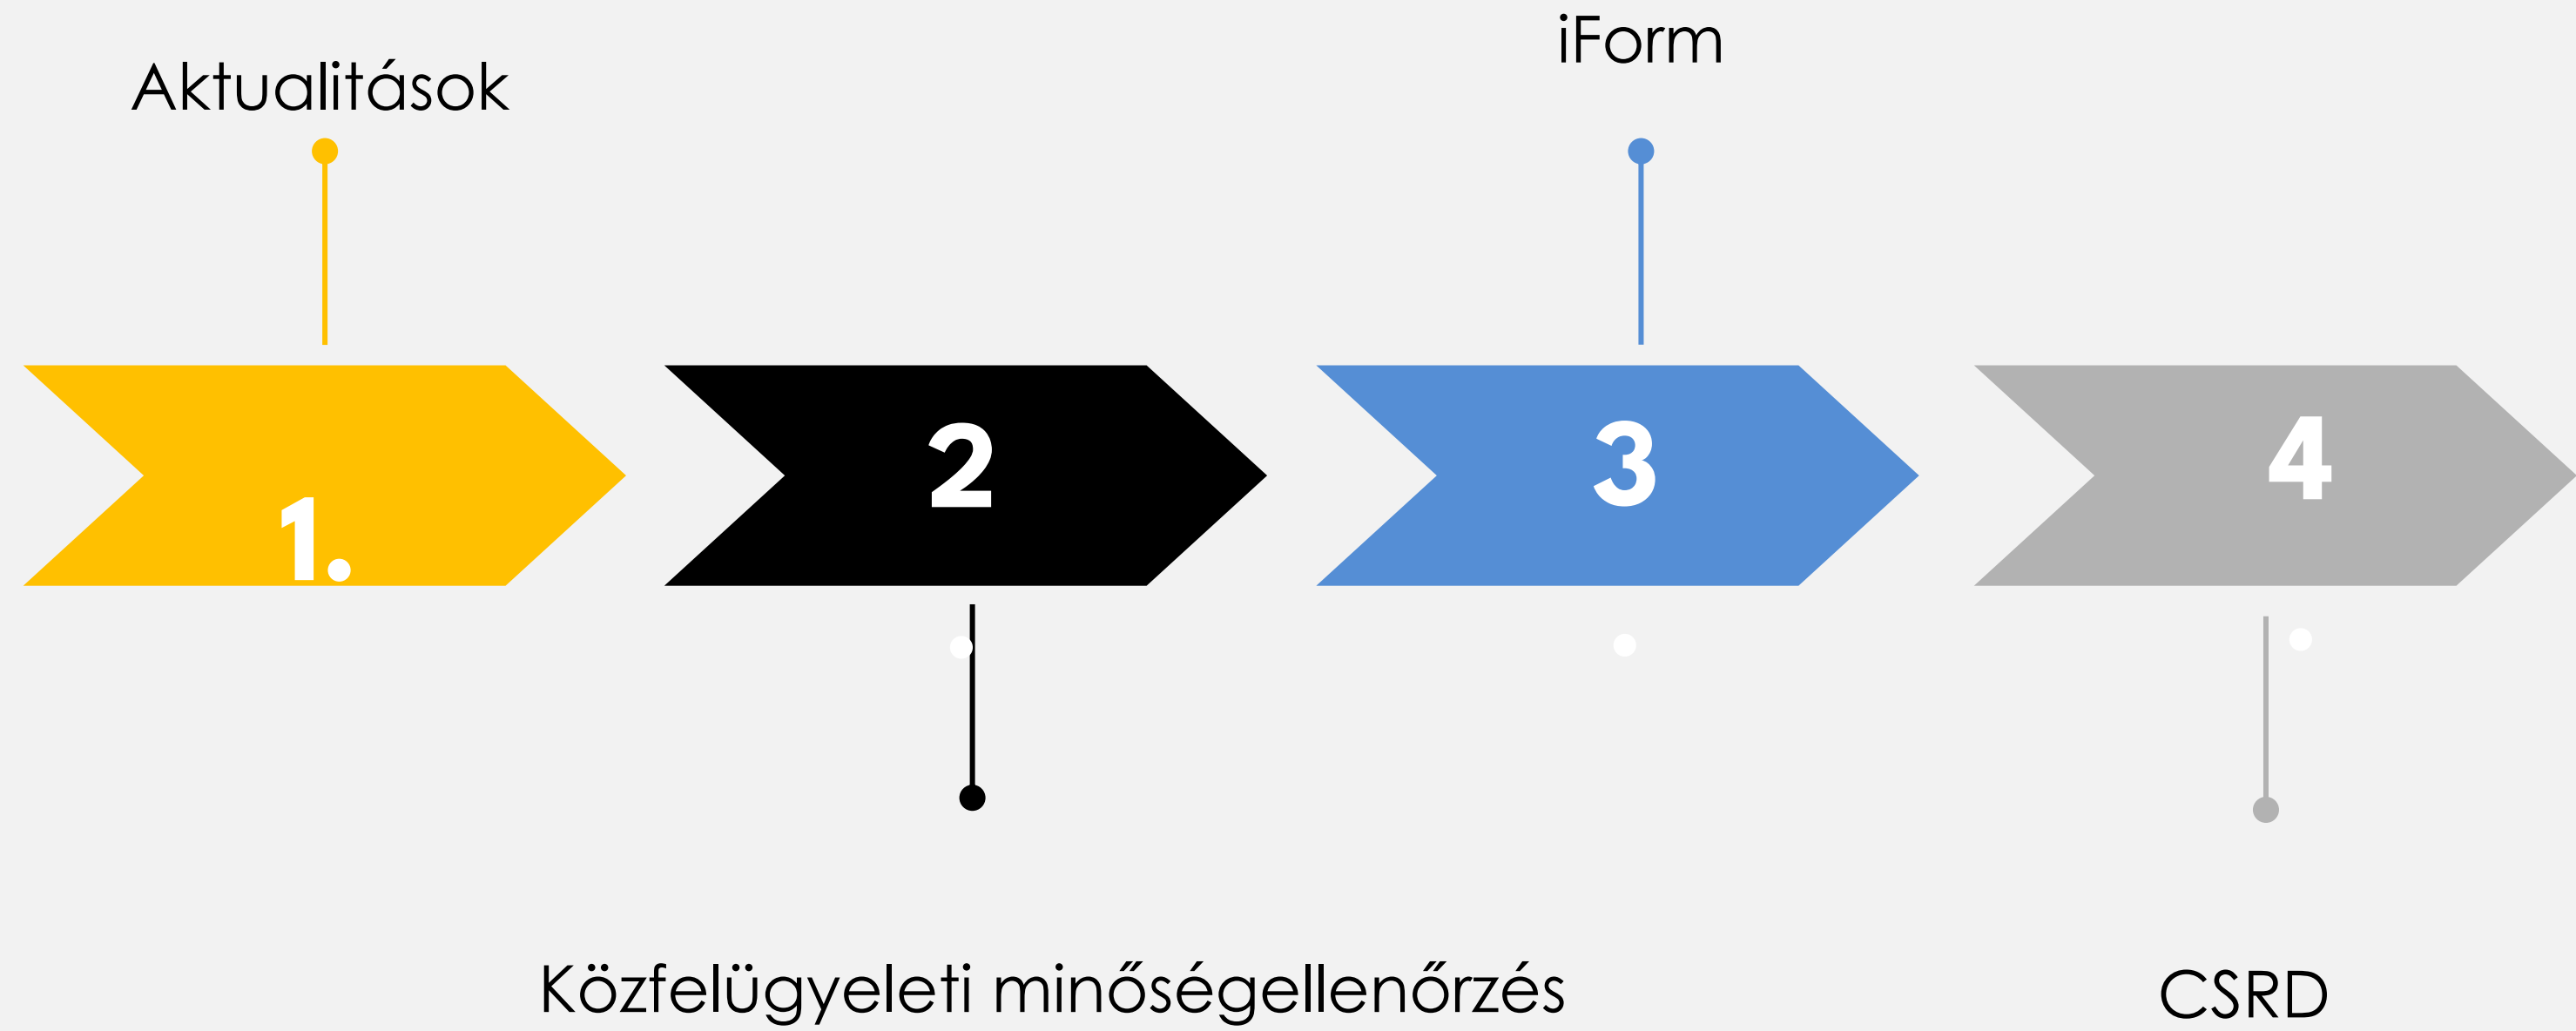 iForm
Aktualitások
1.
2.
3.
4.
Közfelügyeleti minőségellenőrzés
CSRD